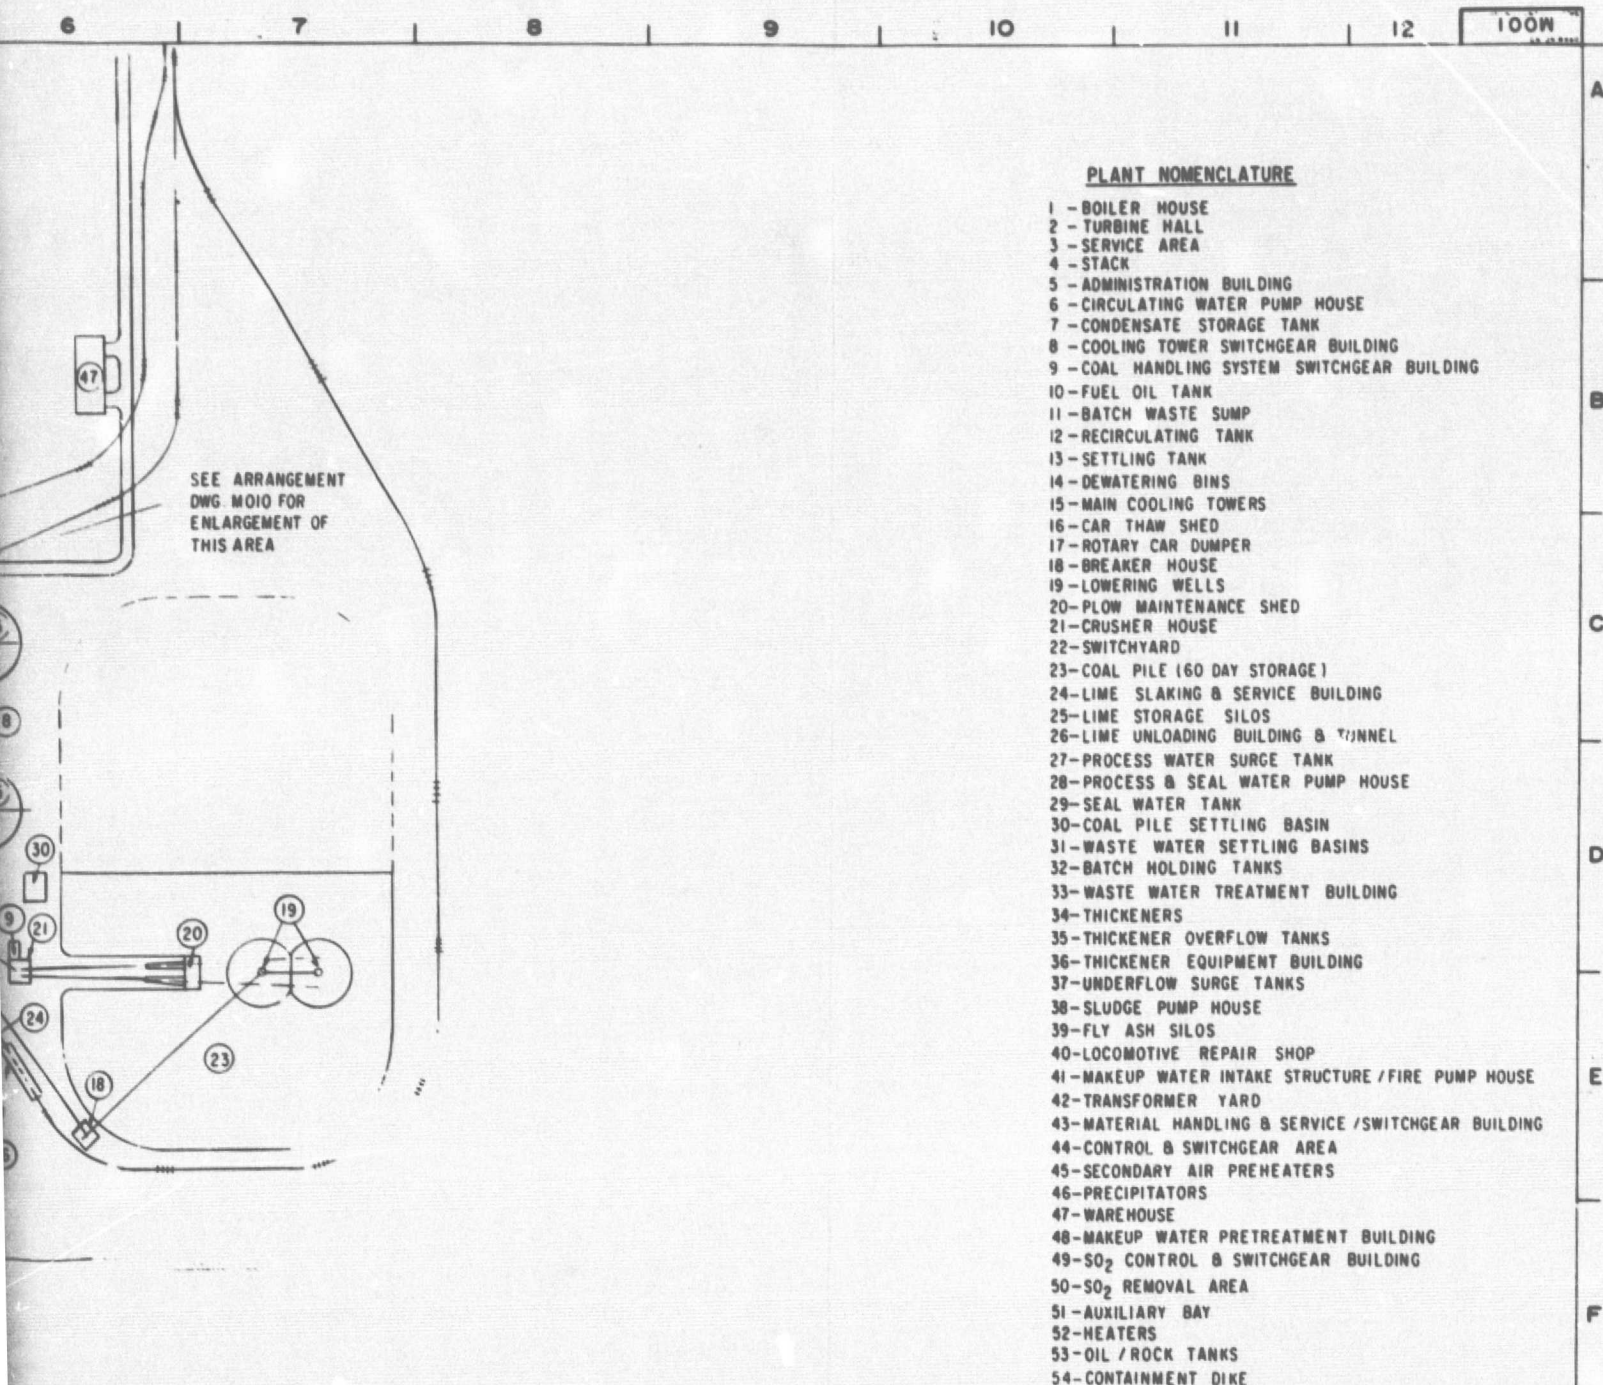 6 7 8 9 10 11 12 100M
A
PLANT NOMENCLATURE
1 - BOILER HOUSE
2 - TURBINE HALL
3 - SERVICE AREA
4 - STACK
5 - ADMINISTRATION BUILDING
6 - CIRCULATING WATER PUMP HOUSE
7 - CONDENSATE STORAGE TANK
8 - COOLING TOWER SWITCHGEAR BUILDING
9 - COAL HANDLING SYSTEM SWITCHGEAR BUILDING
10 - FUEL OIL TANK
11 - BATCH WASTE SUMP
12 - RECIRCULATING TANK
13 - SETTLING TANK
14 - DEWATERING BINS
15 - MAIN COOLING TOWERS
16 - CAR THAW SHED
17 - ROTARY CAR DUMPER
18 - BREAKER HOUSE
19 - LOWERING WELLS
20 - PLOW MAINTENANCE SHED
21 - CRUSHER HOUSE
22 - SWITCHYARD
23 - COAL PILE (60 DAY STORAGE)
24 - LIME SLAKING & SERVICE BUILDING
25 - LIME STORAGE SILOS
26 - LIME UNLOADING BUILDING & TUNNEL
27 - PROCESS WATER SURGE TANK
28 - PROCESS & SEAL WATER PUMP HOUSE
29 - SEAL WATER TANK
30 - COAL PILE SETTLING BASIN
31 - WASTE WATER SETTLING BASINS
32 - BATCH HOLDING TANKS
33 - WASTE WATER TREATMENT BUILDING
34 - THICKENERS
35 - THICKENER OVERFLOW TANKS
36 - THICKENER EQUIPMENT BUILDING
37 - UNDERFLOW SURGE TANKS
38 - SLUDGE PUMP HOUSE
39 - FLY ASH SILOS
40 - LOCOMOTIVE REPAIR SHOP
41 - MAKEUP WATER INTAKE STRUCTURE / FIRE PUMP HOUSE
42 - TRANSFORMER YARD
43 - MATERIAL HANDLING & SERVICE / SWITCHGEAR BUILDING
44 - CONTROL & SWITCHGEAR AREA
45 - SECONDARY AIR PREHEATERS
46 - PRECIPITATORS
47 - WAREHOUSE
48 - MAKEUP WATER PRETREATMENT BUILDING
49 - SO2 CONTROL & SWITCHGEAR BUILDING
50 - SO2 REMOVAL AREA
51 - AUXILIARY BAY
52 - HEATERS
53 - OIL / ROCK TANKS
54 - CONTAINMENT DIKE
B
C
D
E
F
47
SEE ARRANGEMENT
DWG. M010 FOR
ENLARGEMENT OF
THIS AREA
8
30
9
21
20
19
24
23
18